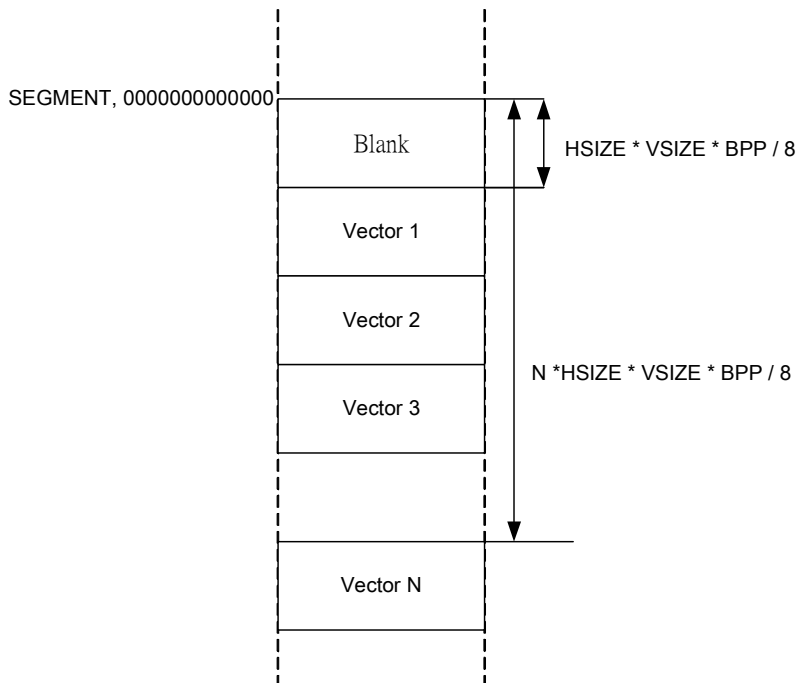 SEGMENT, 0000000000000
Blank
HSIZE * VSIZE * BPP / 8
Vector 1
Vector 2
N *HSIZE * VSIZE * BPP / 8
Vector 3
Vector N